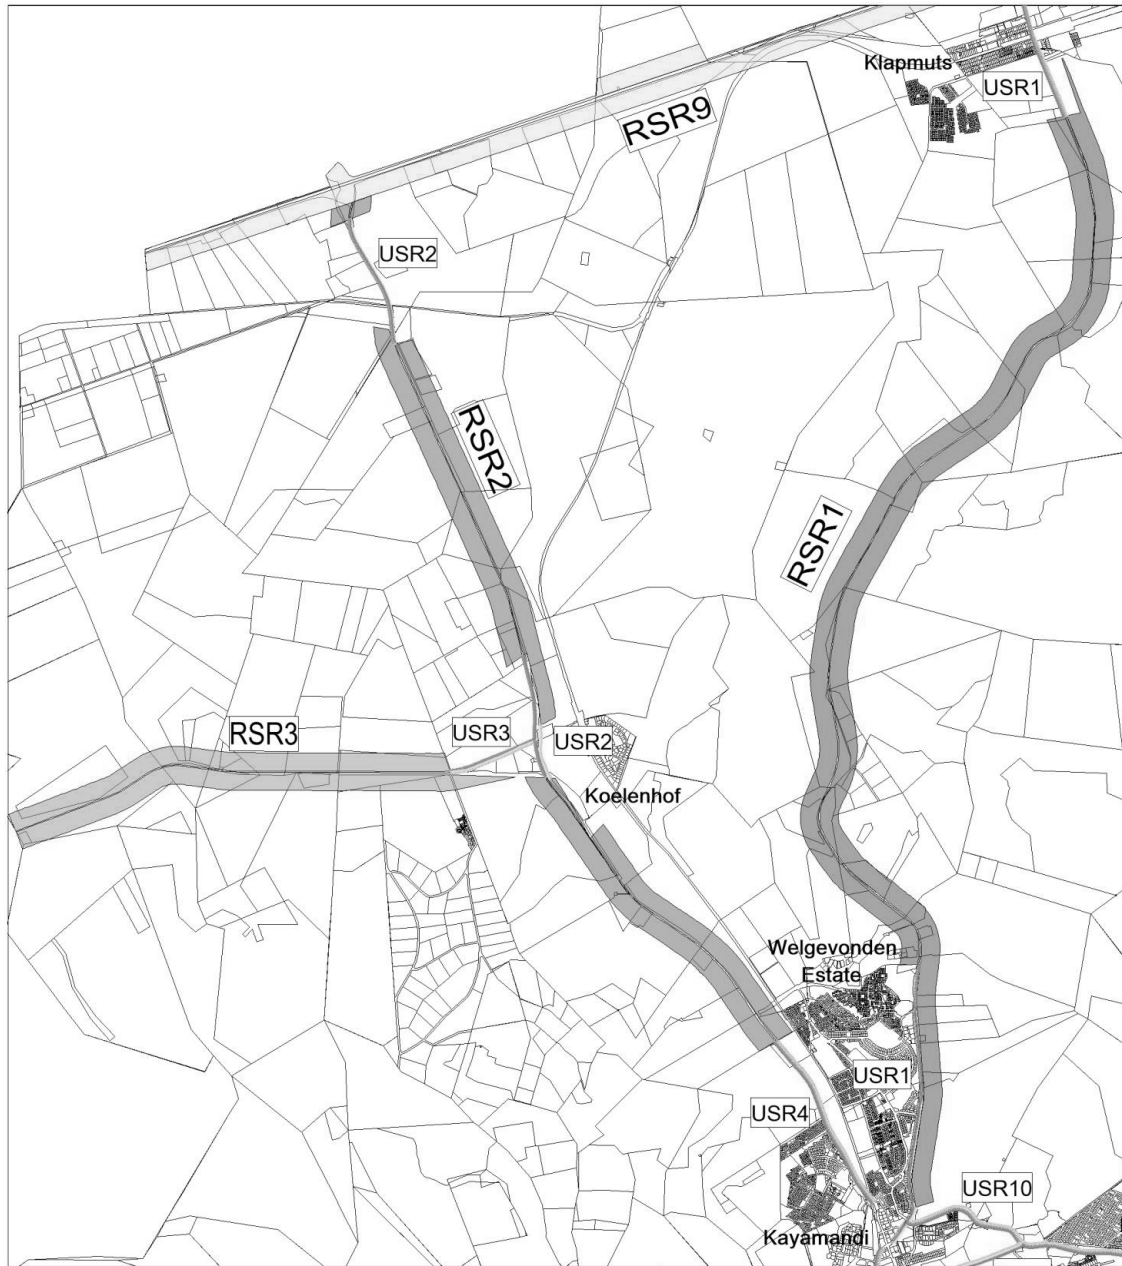 Klapmuts
USR1
RSR9
USR2
RSR2
RSR1
RSR3
USR3
USR2
Koelenhof
Welgevonden
Estate
USR1
USR4
USR10
Kayamandi